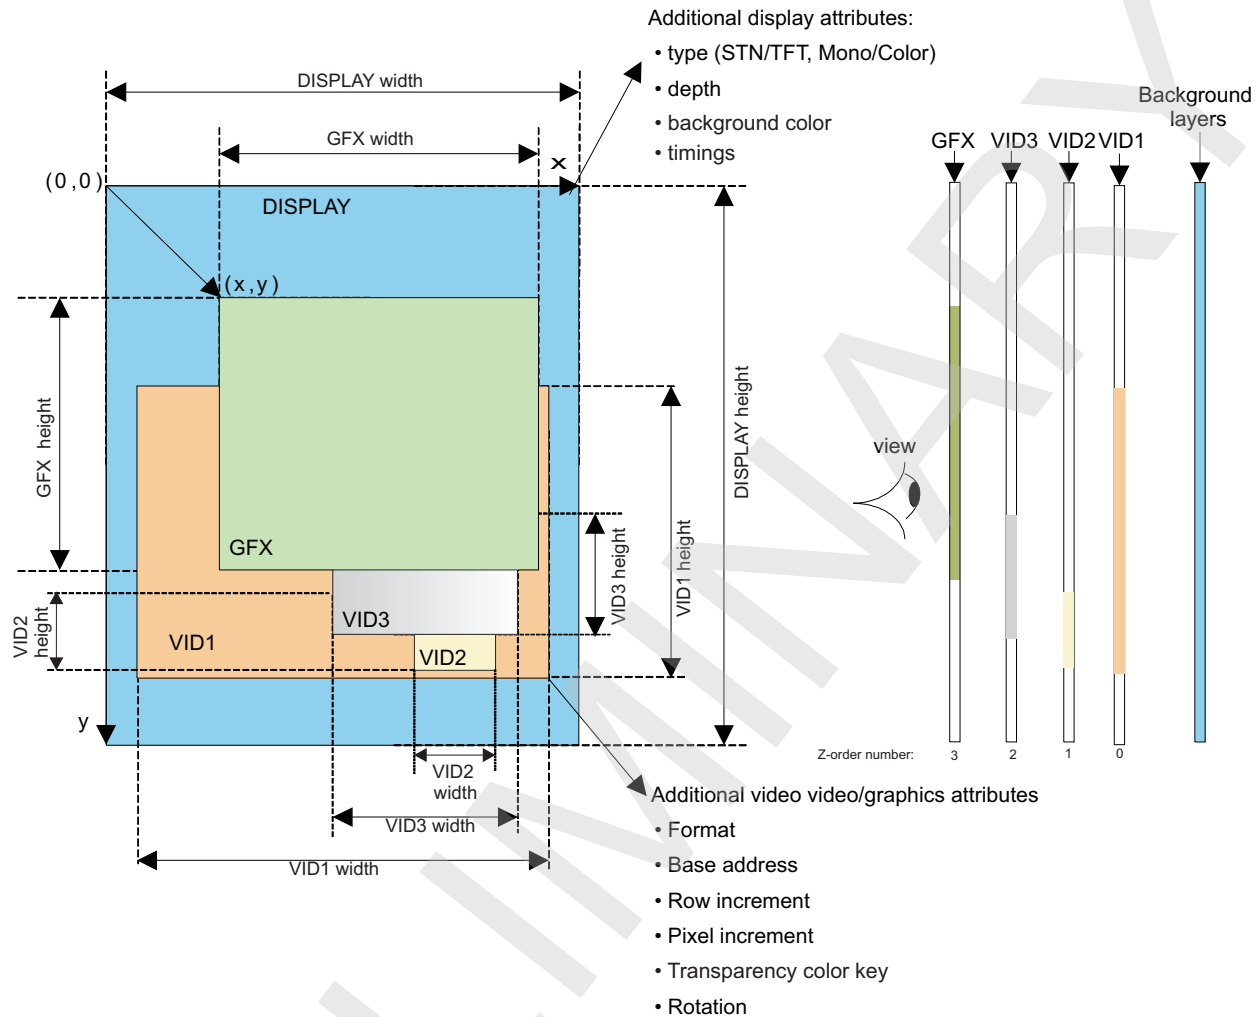 Additional display attributes:
• type (STN/TFT, Mono/Color)
• depth
• background color
• timings
DISPLAY width
GFX width
x
(0,0)
DISPLAY
(x,y)
GFX height
GFX
VID2 height
VID3
VID1
VID2
y
VID3 height
VID1 height
DISPLAY height
VID2
width
VID3 width
VID1 width
Background
layers
GFX VID3 VID2 VID1
view
Z-order number: 3 2 1 0
Additional video video/graphics attributes
• Format
• Base address
• Row increment
• Pixel increment
• Transparency color key
• Rotation